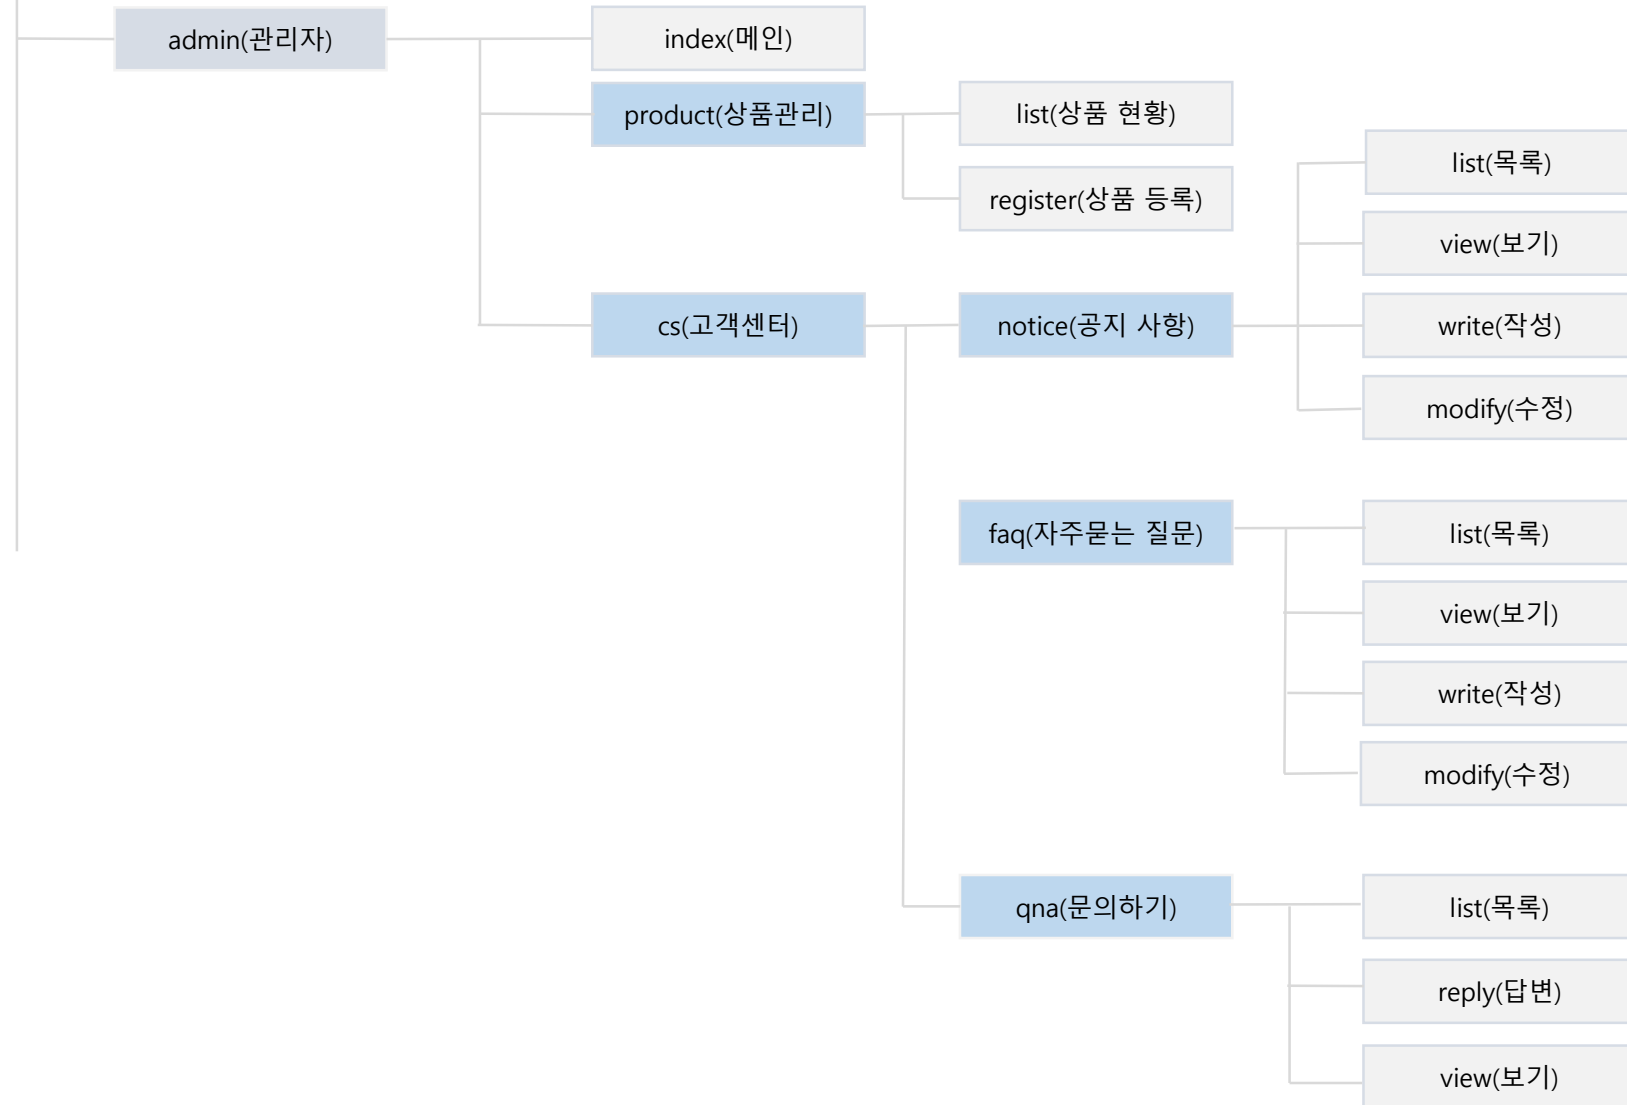 admin(관리자)
index(메인)
product(상품관리)
list(상품 현황)
register(상품 등록)
cs(고객센터)
notice(공지 사항)
list(목록)
view(보기)
write(작성)
modify(수정)
faq(자주묻는 질문)
list(목록)
view(보기)
write(작성)
modify(수정)
qna(문의하기)
list(목록)
reply(답변)
view(보기)